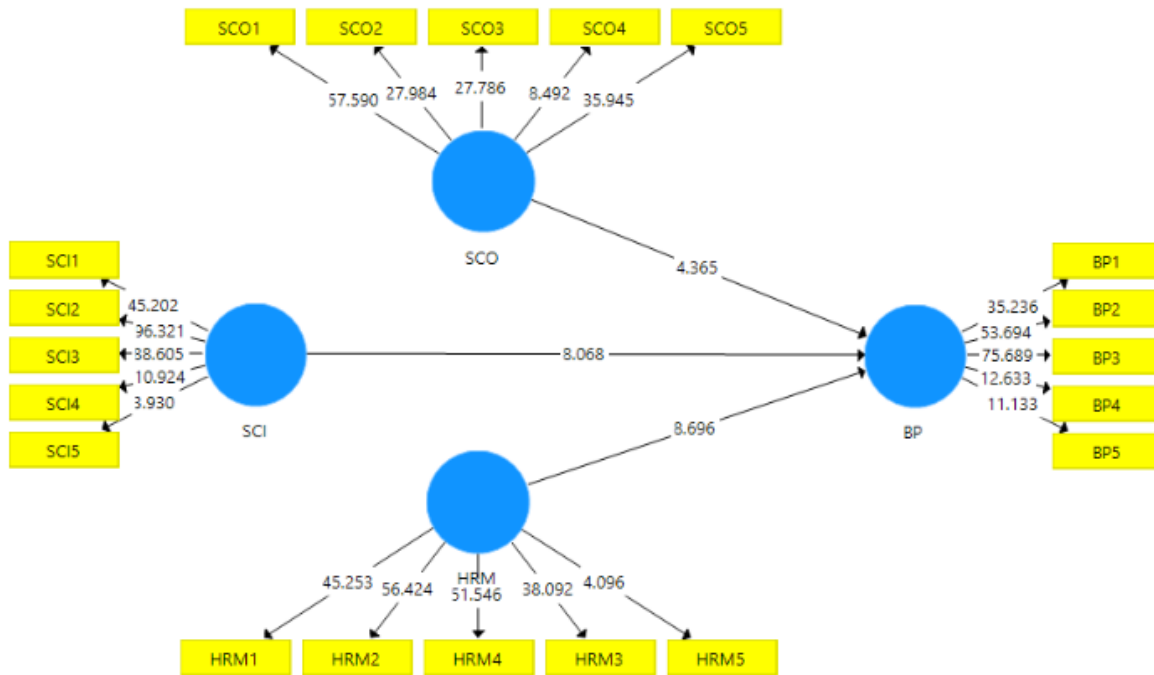 SCO1 SCO2 SCO3 SCO4 SCO5
57.590 27.984 27.786 8.492 35.945
SCO
4.365
SCI1
SCI2
SCI3
SCI4
SCI5
45.202
96.321
38.605
10.924
3.930
SCI
8.068
BP1
BP2
BP3
BP4
BP5
35.236
53.694
75.689
12.633
11.133
BP
8.696
HRM
45.253 56.424 51.546 38.092 4.096
HRM1 HRM2 HRM4 HRM3 HRM5